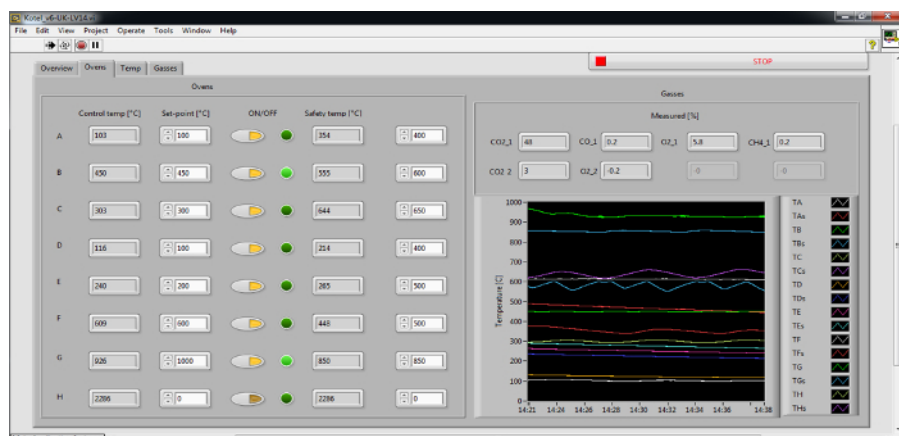 Kotel_v6-UK-LV14.vi
File Edit View Project Operate Tools Window Help
STOP
Overview Ovens Temp Gasses
Ovens
Control temp [°C] Set-point [°C] ON/OFF Safety temp [°C]
A 103 100 354 400
B 450 450 555 600
C 303 300 644 650
D 116 100 214 400
E 240 200 265 500
F 609 600 448 500
G 926 1000 850 850
H 2286 0 2286 0
Gasses
Measured [%]
CO2_1 48 CO_1 0.2 O2_1 5.8 CH4_1 0.2
CO2 2 3 O2_2 -0.2 -0 -0
Temperature [C]
1000
900
800
700
600
500
400
300
200
100
0
14:21 14:24 14:26 14:28 14:30 14:32 14:34 14:36 14:38
TA
TAs
TB
TBs
TC
TCs
TD
TDs
TE
TEs
TF
TFs
TG
TGs
TH
THs